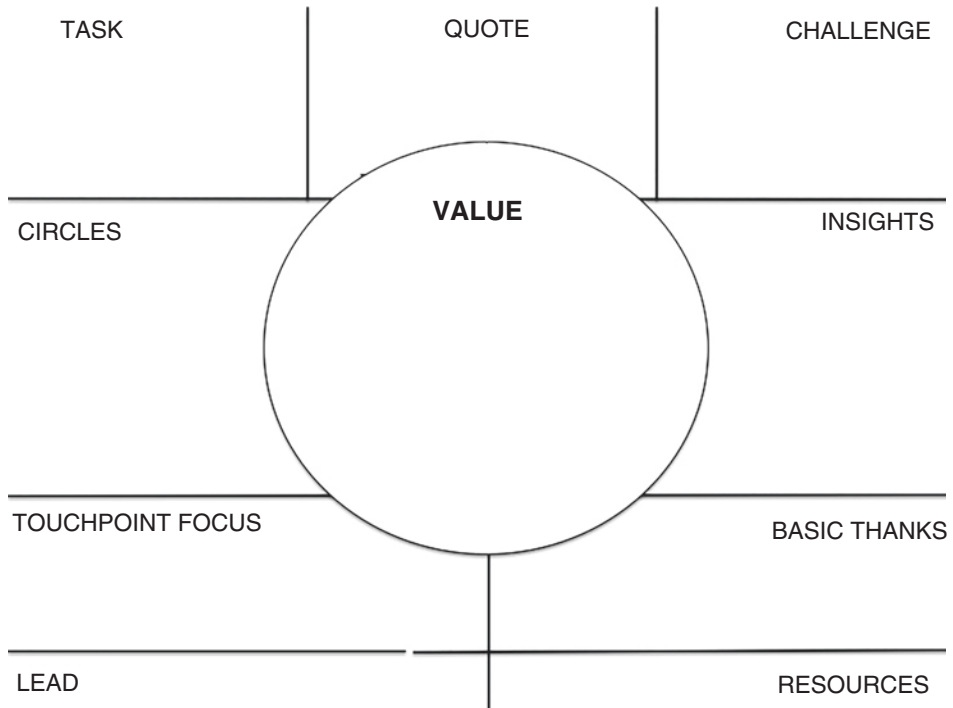 TASK
QUOTE
CHALLENGE
VALUE
CIRCLES
INSIGHTS
TOUCHPOINT FOCUS
BASIC THANKS
LEAD
RESOURCES